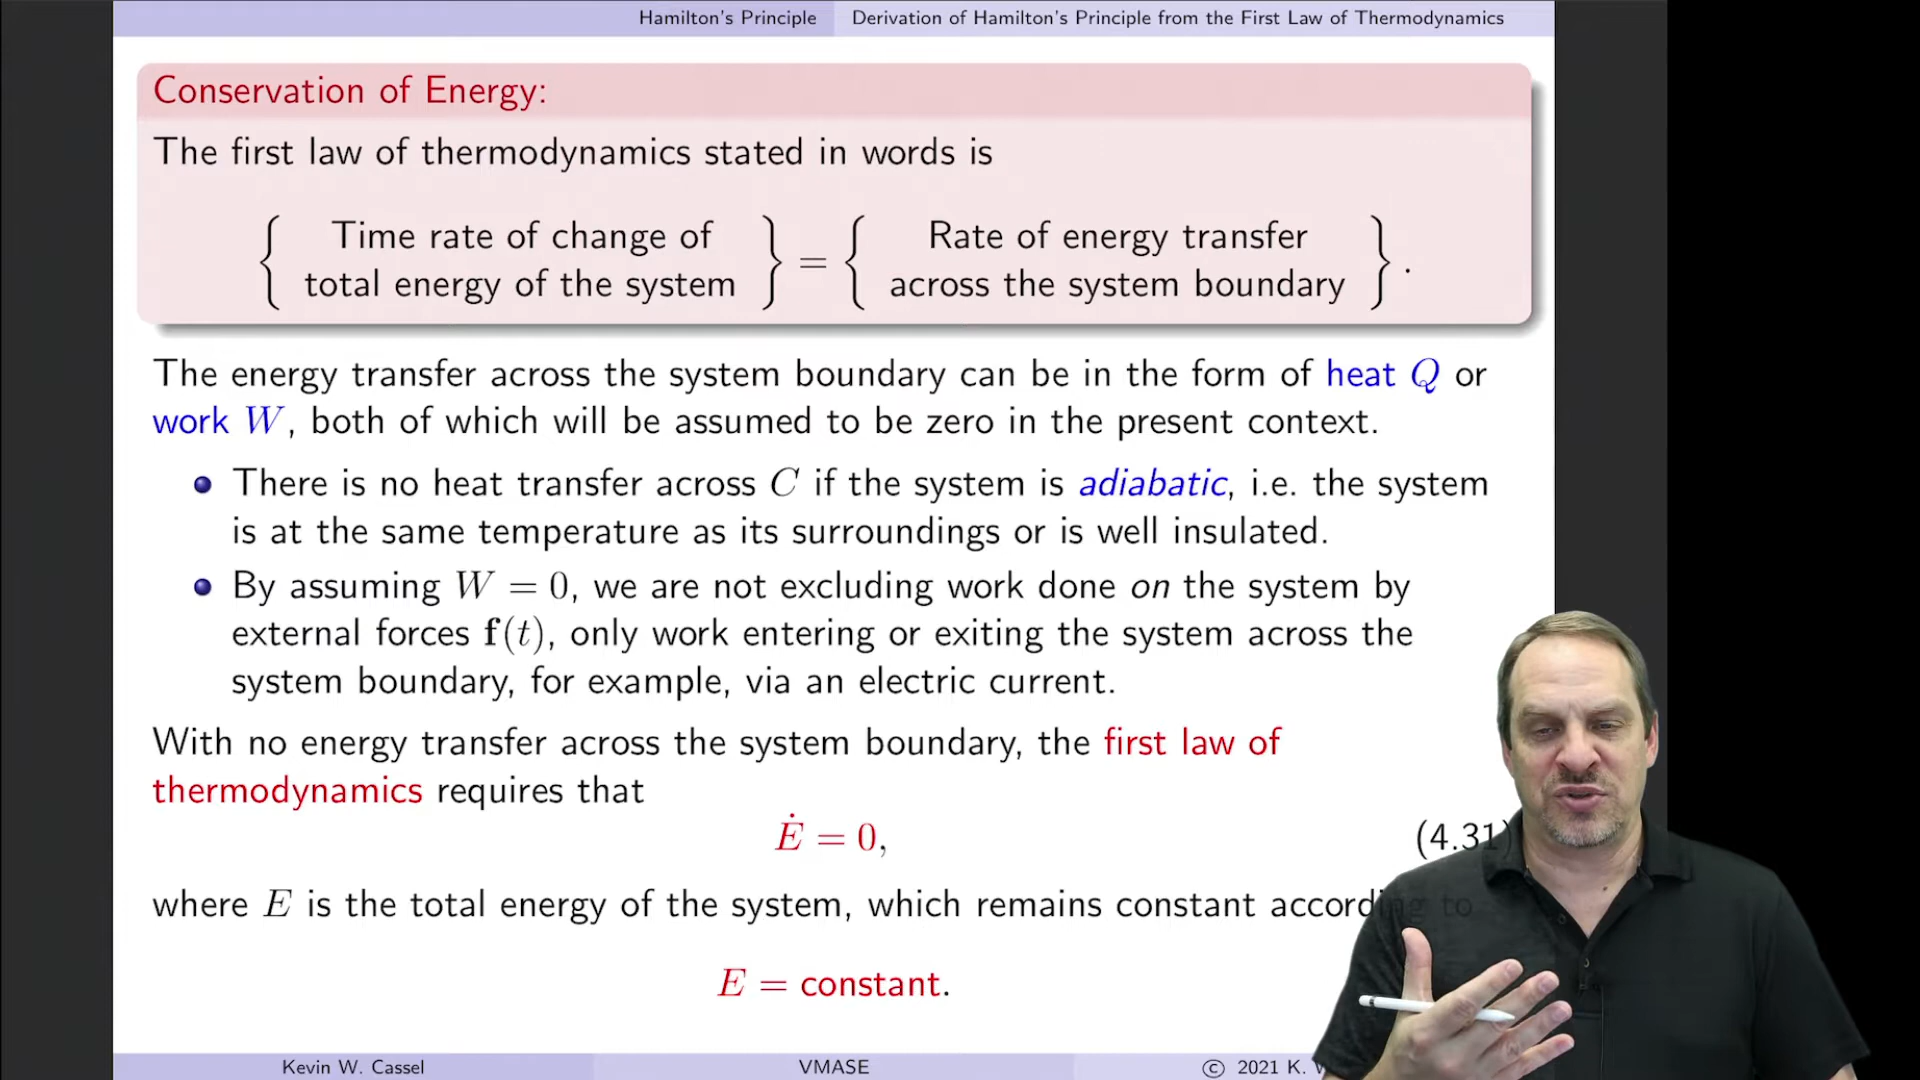 Hamilton's Principle Derivation of Hamilton's Principle from the First Law of Thermodynamics
Conservation of Energy:
The first law of thermodynamics stated in words is
{ Time rate of change of total energy of the system } = { Rate of energy transfer across the system boundary } .
The energy transfer across the system boundary can be in the form of heat Q or
work W, both of which will be assumed to be zero in the present context.
There is no heat transfer across C if the system is adiabatic, i.e. the system
is at the same temperature as its surroundings or is well insulated.
By assuming W = 0, we are not excluding work done on the system by
external forces f(t), only work entering or exiting the system across the
system boundary, for example, via an electric current.
With no energy transfer across the system boundary, the first law of
thermodynamics requires that
Ė = 0, (4.31)
where E is the total energy of the system, which remains constant according to
E = constant.
Kevin W. Cassel VMASE © 2021 K.